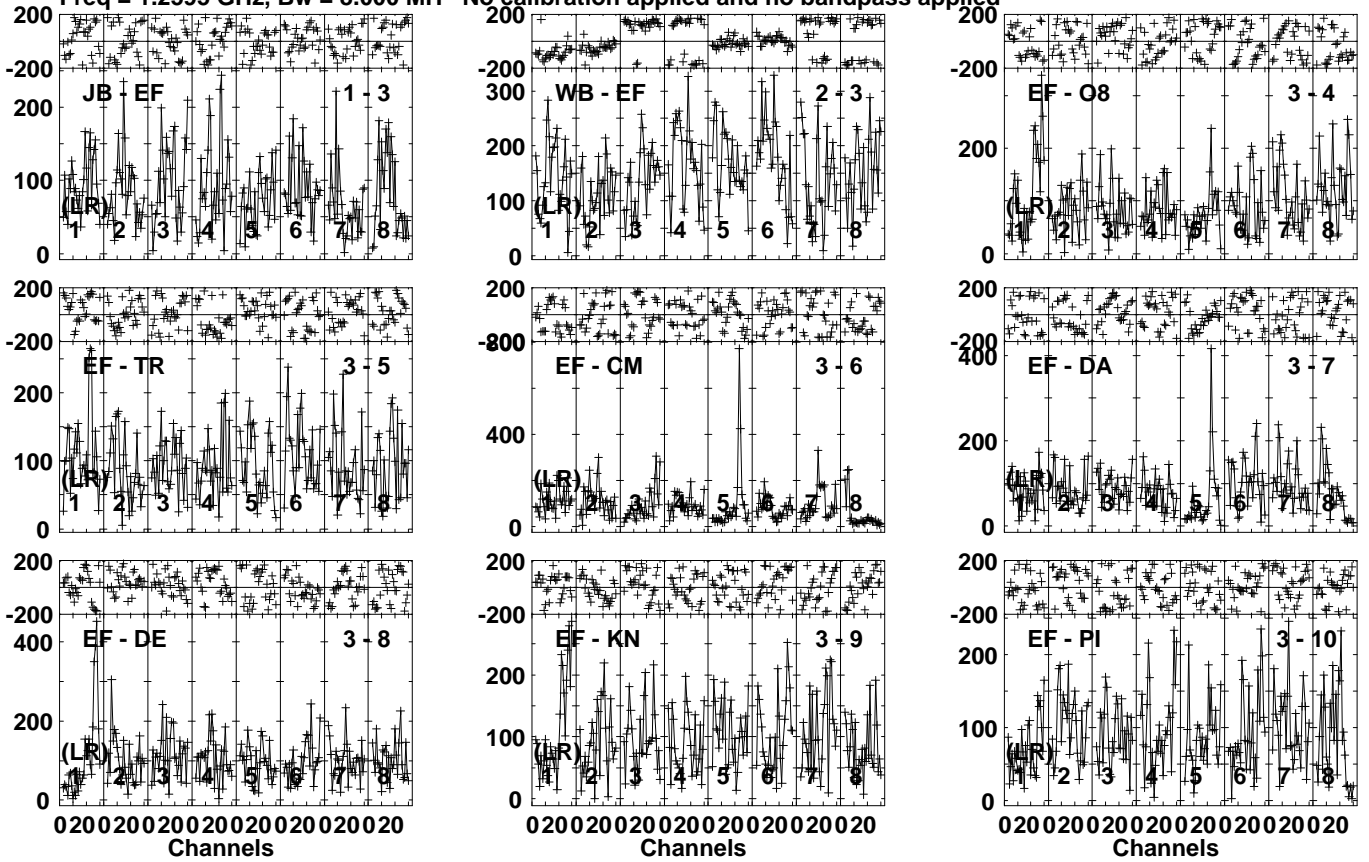 Freq = 1.2593 GHz, Bw = 8.000 MH No calibration applied and no bandpass applied
200
-200
JB - EF 1 - 3
200
100
0
(LR)
1 2 3 4 5 6 7 8
200
-200
WB - EF 2 - 3
300
200
100
0
(LR)
1 2 3 4 5 6 7 8
200
-200
EF - O8 3 - 4
200
0
(LR)
1 2 3 4 5 6 7 8
200
-200
EF - TR 3 - 5
200
100
0
(LR)
1 2 3 4 5 6 7 8
200
-200
800
EF - CM 3 - 6
400
0
(LR)
1 2 3 4 5 6 7 8
200
-200
400
EF - DA 3 - 7
200
0
(LR)
1 2 3 4 5 6 7 8
200
-200
EF - DE 3 - 8
400
200
0
(LR)
1 2 3 4 5 6 7 8
0 20 0 20 0 20 0 20 0 20 0 20 0 20 0 20
Channels
200
-200
EF - KN 3 - 9
200
100
0
(LR)
1 2 3 4 5 6 7 8
0 20 0 20 0 20 0 20 0 20 0 20 0 20 0 20
Channels
200
-200
EF - PI 3 - 10
200
100
0
(LR)
1 2 3 4 5 6 7 8
0 20 0 20 0 20 0 20 0 20 0 20 0 20 0 20
Channels